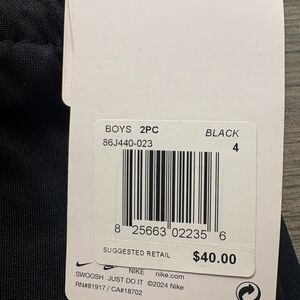 BOYS 2PC BLACK
86J440-023 4
8 25663 02235 6
SUGGESTED RETAIL $40.00
NIKE nike.com
SWOOSH JUST DO IT ©2024 Nike
RN#81917 / CA#18702